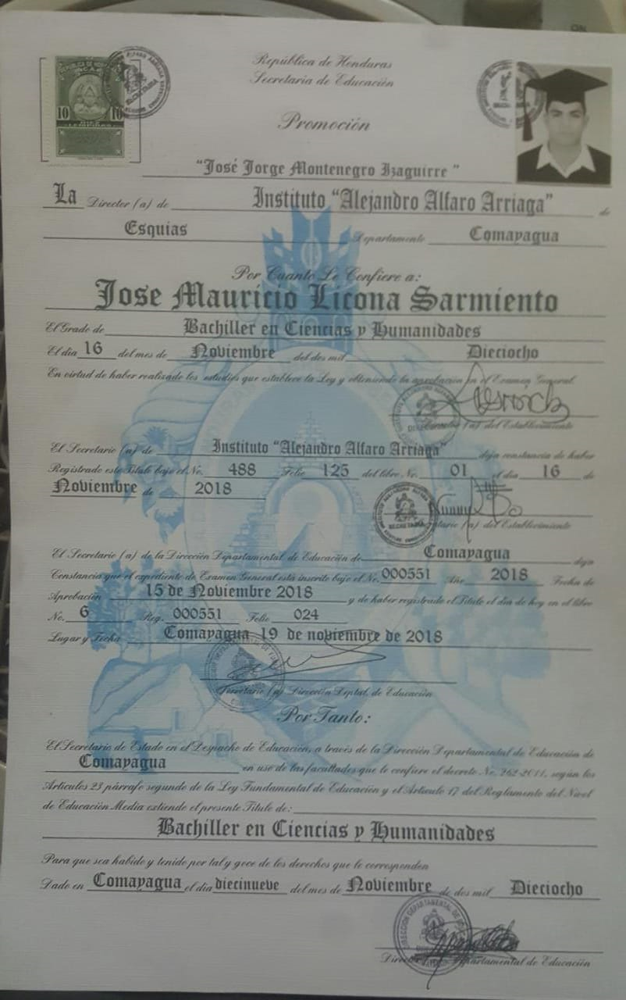 República de Honduras
Secretaria de Educación
Promoción
"José Jorge Montenegro Izaguirre "
La Director (a) de Instituto "Alejandro Alfaro Arriaga" de
Esquias Departamento Comayagua
Por Cuanto Le Confiere a:
Jose Mauricio Licona Sarmiento
El Grado de Bachiller en Ciencias y Humanidades
El día 16 del mes de Noviembre del dos mil Dieciocho
En virtud de haber realizado los estudios que establece la Ley y obteniendo la aprobación en el Examen General.
Director (a) del Establecimiento
El Secretario (a) de Instituto "Alejandro Alfaro Arriaga" deja constancia de haber
Registrado este Titulo bajo el No. 488 Folio 125 del libro No. 01 el día 16 de
Noviembre de 2018
Secretario (a) del Establecimiento
El Secretario (a) de la Dirección Departamental de Educación de Comayagua deja
Constancia que el expediente de Examen General está inscrito bajo el No. 000551 Año 2018 Fecha de
Aprobación 15 de Noviembre 2018 y de haber registrado el Titulo el día de hoy en el libro
No. 6 Reg. 000551 Folio 024
Lugar y Fecha Comayagua 19 de noviembre de 2018
Secretario (a) Dirección Dptal. de Educación
Por Tanto:
El Secretario de Estado en el Despacho de Educación, a través de la Dirección Departamental de Educación de
Comayagua en uso de las facultades que le confiere el decreto No. 262-2011, según los
Articulos 23 párrafo segundo de la Ley Fundamental de Educación y el Articulo 17 del Reglamento del Nivel
de Educación Media extiende el presente Titulo de:
Bachiller en Ciencias y Humanidades
Para que sea habido y tenido por tal y goce de los derechos que le corresponden
Dado en Comayagua el día diecinueve del mes de Noviembre de dos mil Dieciocho
Departamental de Educación